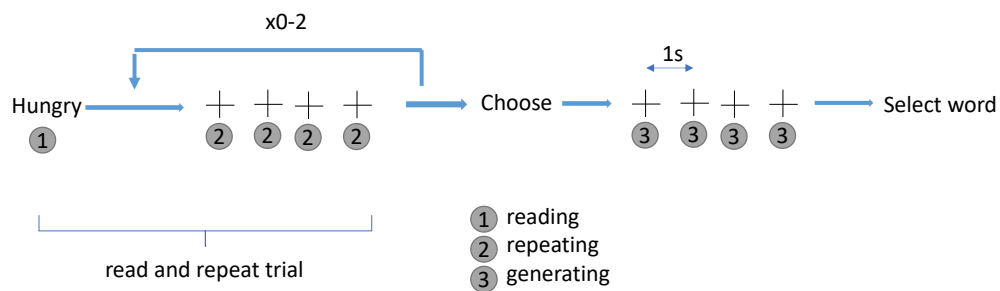 x0-2
1s
Hungry
Choose
Select word
1
2 2 2 2
3 3 3 3
read and repeat trial
1 reading
2 repeating
3 generating